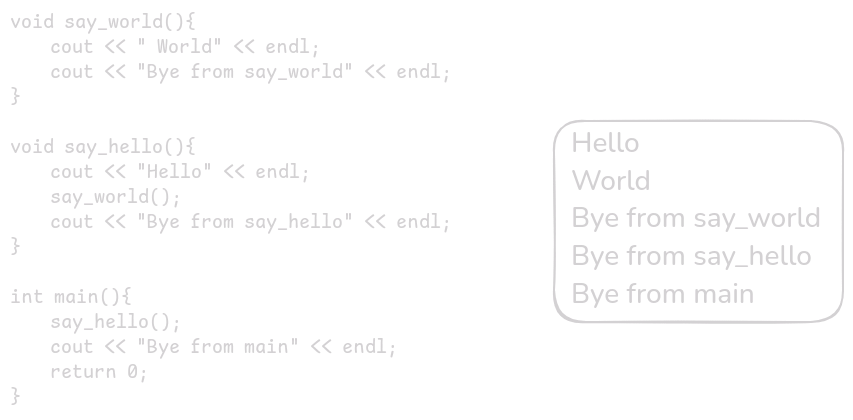 void say_world(){
    cout << " World" << endl;
    cout << "Bye from say_world" << endl;
}

void say_hello(){
    cout << "Hello" << endl;
    say_world();
    cout << "Bye from say_hello" << endl;
}

int main(){
    say_hello();
    cout << "Bye from main" << endl;
    return 0;
}

Hello
World
Bye from say_world
Bye from say_hello
Bye from main